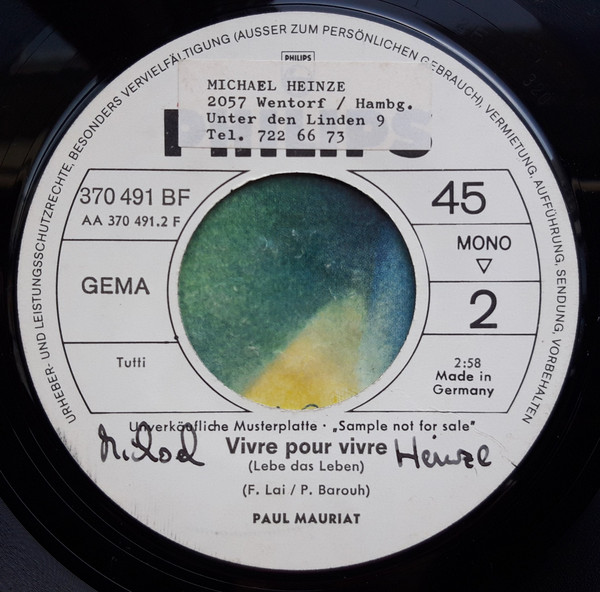 URHEBER- UND LEISTUNGSSCHUTZRECHTE, BESONDERS VERVIELFÄLTIGUNG (AUSSER ZUM PERSÖNLICHEN GEBRAUCH), VERMIETUNG, AUFFÜHRUNG, SENDUNG, VORBEHALTEN
PHILIPS
MICHAEL HEINZE
2057 Wentorf / Hambg.
Unter den Linden 9
Tel. 722 66 73
PHILIPS
370 491 BF
AA 370 491.2 F
45
MONO
GEMA
2
Tutti
2:58
Made in
Germany
Unverkäufliche Musterplatte · „Sample not for sale"
Michael Vivre pour vivre Heinze
(Lebe das Leben)
(F. Lai / P. Barouh)
PAUL MAURIAT